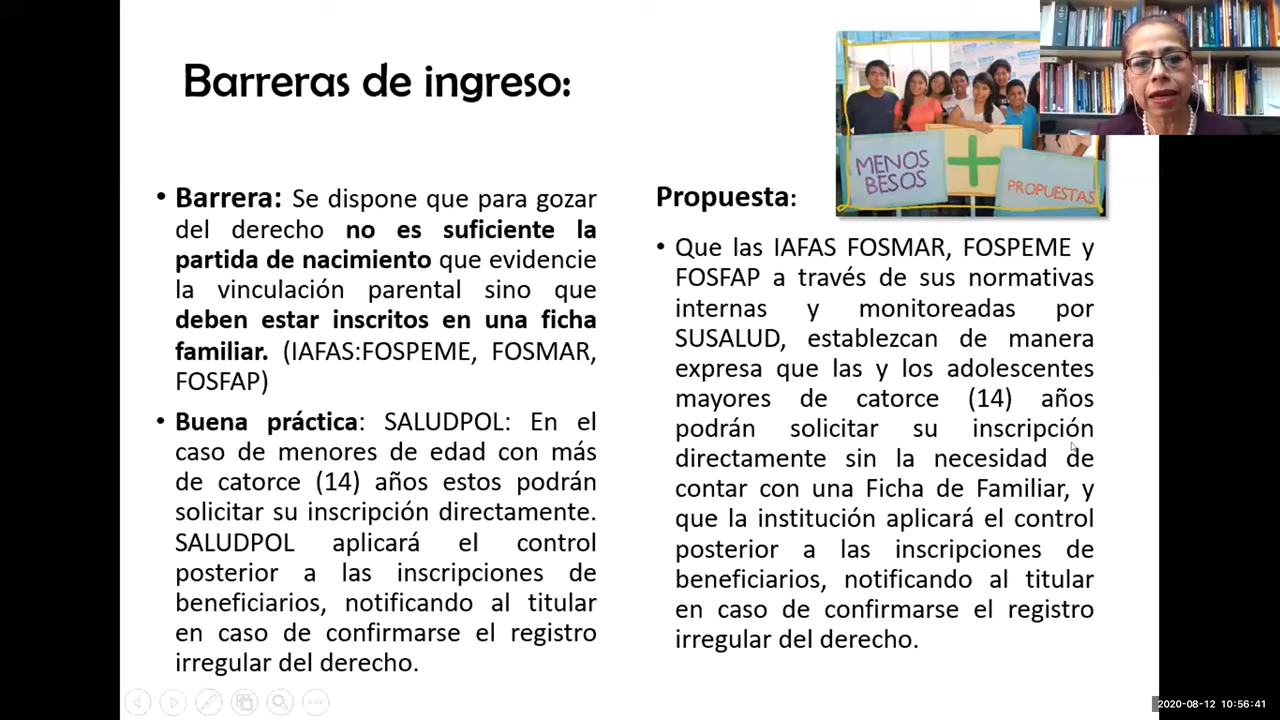 Barreras de ingreso:
MENOS
BESOS
PROPUESTAS
• Barrera: Se dispone que para gozar
del derecho no es suficiente la
partida de nacimiento que evidencie
la vinculación parental sino que
deben estar inscritos en una ficha
familiar. (IAFAS:FOSPEME, FOSMAR,
FOSFAP)
• Buena práctica: SALUDPOL: En el
caso de menores de edad con más
de catorce (14) años estos podrán
solicitar su inscripción directamente.
SALUDPOL aplicará el control
posterior a las inscripciones de
beneficiarios, notificando al titular
en caso de confirmarse el registro
irregular del derecho.
Propuesta:
• Que las IAFAS FOSMAR, FOSPEME y
FOSFAP a través de sus normativas
internas y monitoreadas por
SUSALUD, establezcan de manera
expresa que las y los adolescentes
mayores de catorce (14) años
podrán solicitar su inscripción
directamente sin la necesidad de
contar con una Ficha de Familiar, y
que la institución aplicará el control
posterior a las inscripciones de
beneficiarios, notificando al titular
en caso de confirmarse el registro
irregular del derecho.
2020-08-12 10:56:41